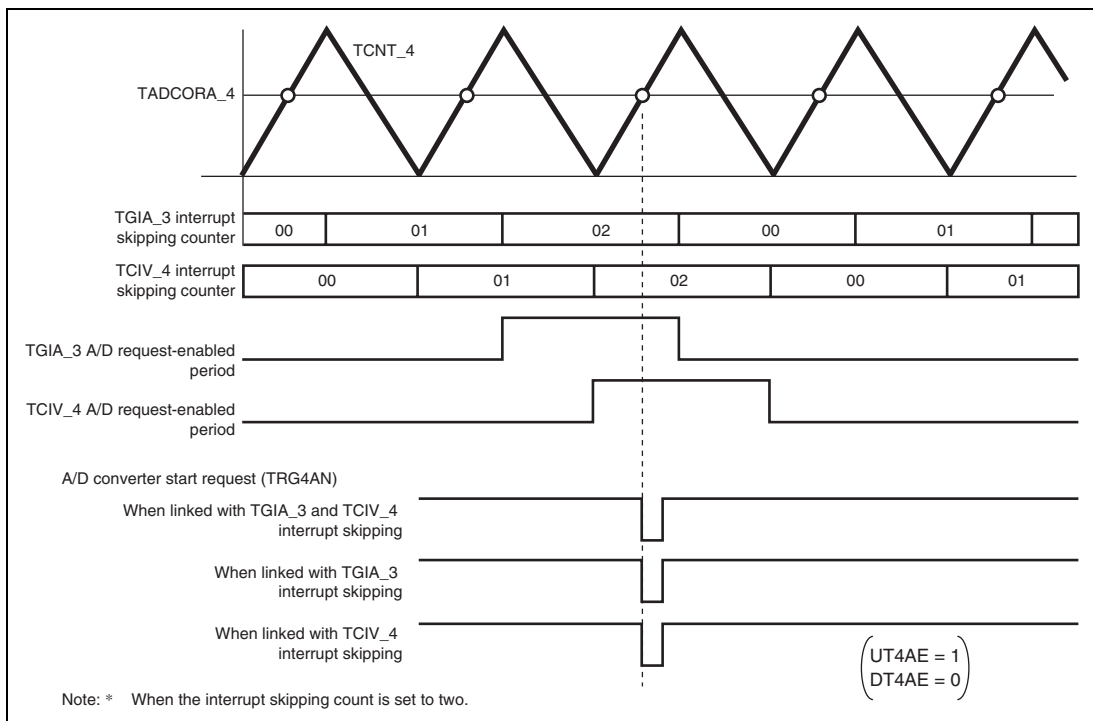 TCNT_4
TADCORA_4
TGIA_3 interrupt
skipping counter
00 01 02 00 01
TCIV_4 interrupt
skipping counter
00 01 02 00 01
TGIA_3 A/D request-enabled
period
TCIV_4 A/D request-enabled
period
A/D converter start request (TRG4AN)
When linked with TGIA_3 and TCIV_4
interrupt skipping
When linked with TGIA_3
interrupt skipping
When linked with TCIV_4
interrupt skipping
UT4AE = 1
DT4AE = 0
Note: * When the interrupt skipping count is set to two.